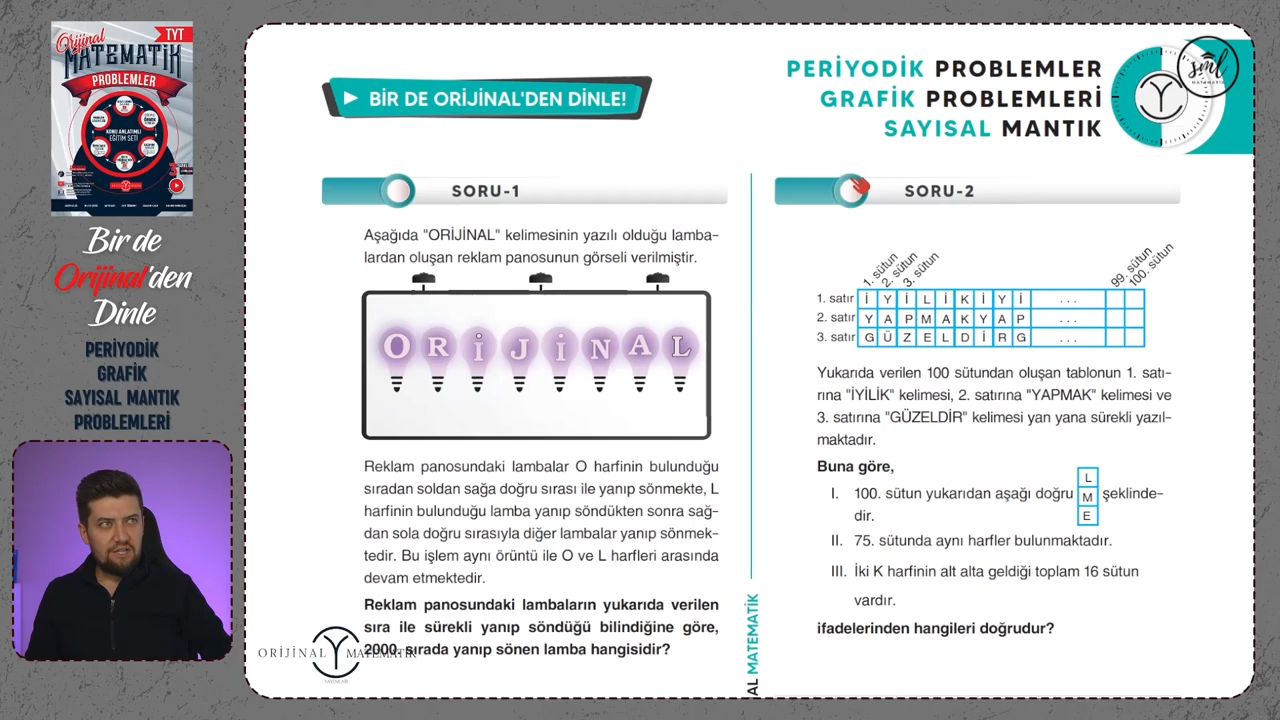 Orijinal
TYT
MATEMATİK
PROBLEMLER
KONU ANLATIMLI
EĞİTİM SETİ
Bir de
Orijinal'den
Dinle
PERİYODİK
GRAFİK
SAYISAL MANTIK
PROBLEMLERİ
BİR DE ORİJİNAL'DEN DİNLE!
PERİYODİK PROBLEMLER
GRAFİK PROBLEMLERİ
SAYISAL MANTIK
sml
MATEMATİK
SORU-1
Aşağıda "ORİJİNAL" kelimesinin yazılı olduğu lamba-
lardan oluşan reklam panosunun görseli verilmiştir.
O R İ J İ N A L
Reklam panosundaki lambalar O harfinin bulunduğu
sıradan soldan sağa doğru sırası ile yanıp sönmekte, L
harfinin bulunduğu lamba yanıp söndükten sonra sağ-
dan sola doğru sırasıyla diğer lambalar yanıp sönmek-
tedir. Bu işlem aynı örüntü ile O ve L harfleri arasında
devam etmektedir.
Reklam panosundaki lambaların yukarıda verilen
sıra ile sürekli yanıp söndüğü bilindiğine göre,
2000. sırada yanıp sönen lamba hangisidir?
ORİJİNAL MATEMATİK
YAYINLARI
AL MATEMATİK
SORU-2
1. sütun
2. sütun
3. sütun
99. sütun
100. sütun
1. satır İ Y İ L İ K İ Y İ ...
2. satır Y A P M A K Y A P ...
3. satır G Ü Z E L D İ R G ...
Yukarıda verilen 100 sütundan oluşan tablonun 1. satı-
rına "İYİLİK" kelimesi, 2. satırına "YAPMAK" kelimesi ve
3. satırına "GÜZELDİR" kelimesi yan yana sürekli yazıl-
maktadır.
Buna göre,
I. 100. sütun yukarıdan aşağı doğru L M E şeklinde-
dir.
II. 75. sütunda aynı harfler bulunmaktadır.
III. İki K harfinin alt alta geldiği toplam 16 sütun
vardır.
ifadelerinden hangileri doğrudur?